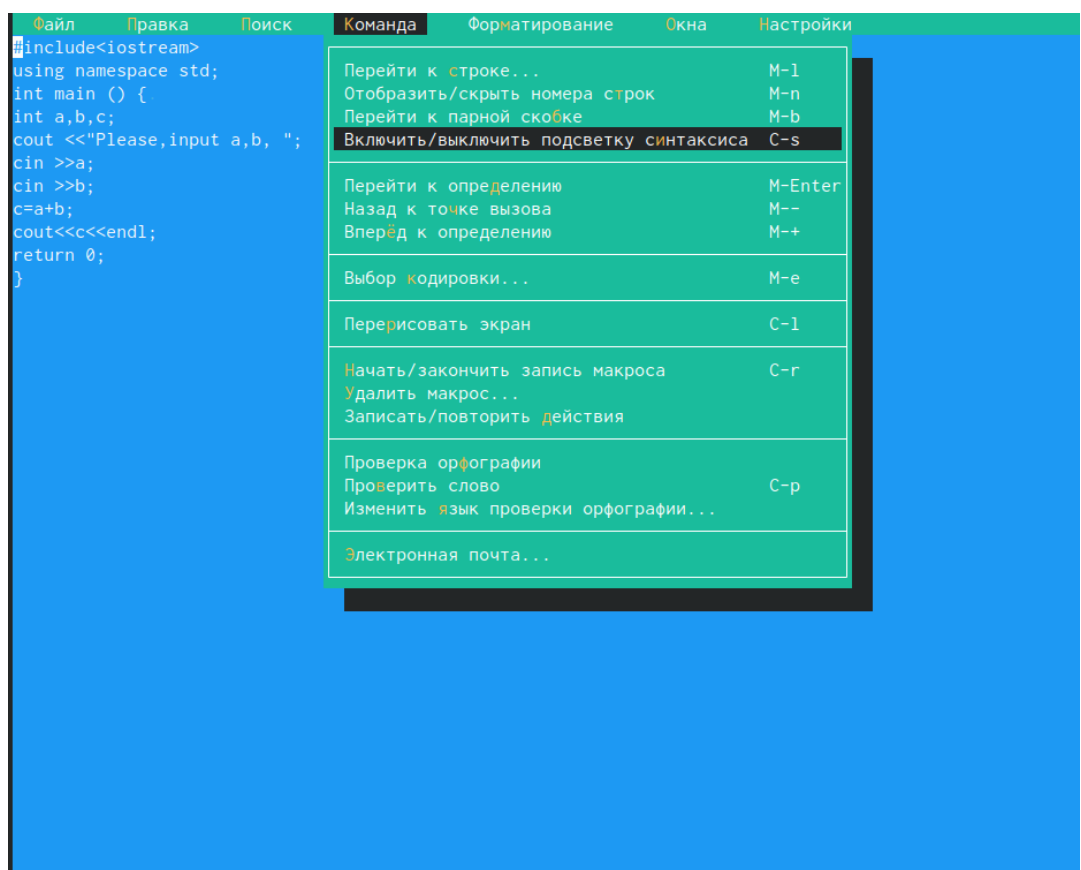 Файл Правка Поиск Команда Форматирование Окна Настройки
#include<iostream>
using namespace std;
int main () {
int a,b,c;
cout <<"Please,input a,b, ";
cin >>a;
cin >>b;
c=a+b;
cout<<c<<endl;
return 0;
}
Перейти к строке... M-l
Отобразить/скрыть номера строк M-n
Перейти к парной скобке M-b
Включить/выключить подсветку синтаксиса C-s
Перейти к определению M-Enter
Назад к точке вызова M--
Вперёд к определению M-+
Выбор кодировки... M-e
Перерисовать экран C-l
Начать/закончить запись макроса C-r
Удалить макрос...
Записать/повторить действия
Проверка орфографии
Проверить слово C-p
Изменить язык проверки орфографии...
Электронная почта...